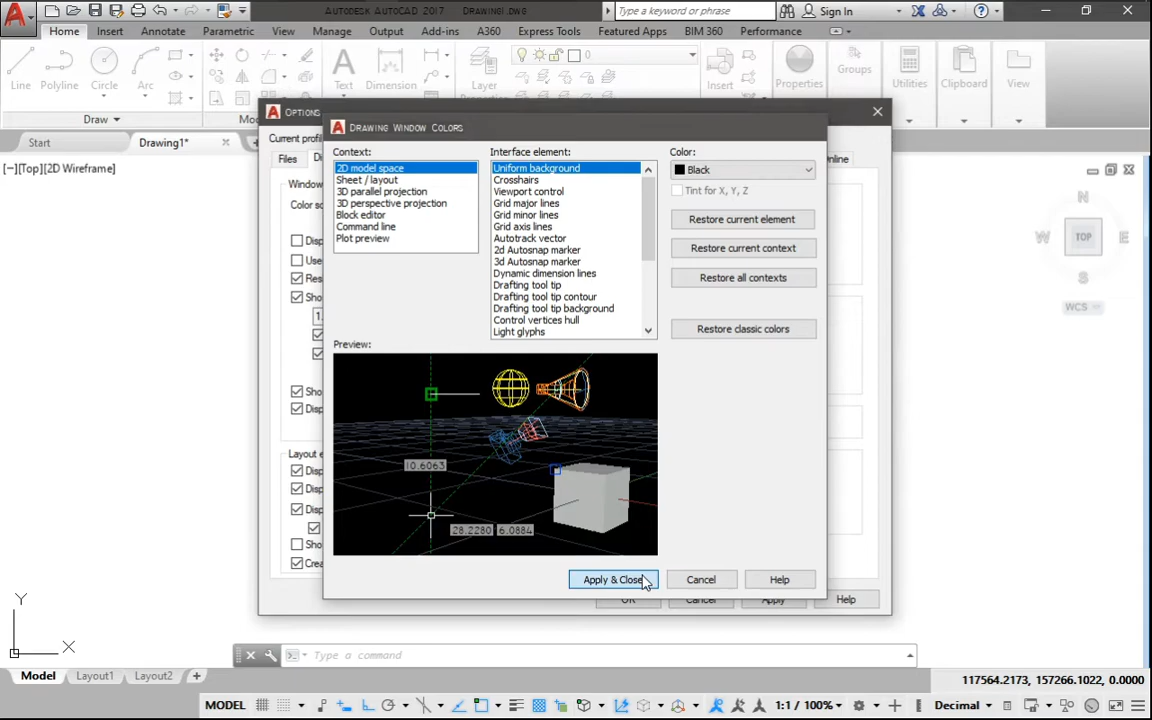 AUTODESK AUTOCAD 2017 DRAWING1.DWG
Type a keyword or phrase
Sign In
Home Insert Annotate Parametric View Manage Output Add-ins A360 Express Tools Featured Apps BIM 360 Performance
0
Line Polyline Circle Arc Text Dimension Layer Insert Properties Groups Utilities Clipboard View
Draw
Start Drawing1*
[−][Top][2D Wireframe]
OPTIONS
Current profil
Files
Window
Color sc
Layout e
OK Cancel Apply Help
DRAWING WINDOW COLORS
Context:
2D model space
Sheet / layout
3D parallel projection
3D perspective projection
Block editor
Command line
Plot preview
Interface element:
Uniform background
Crosshairs
Viewport control
Grid major lines
Grid minor lines
Grid axis lines
Autotrack vector
2d Autosnap marker
3d Autosnap marker
Dynamic dimension lines
Drafting tool tip
Drafting tool tip contour
Drafting tool tip background
Control vertices hull
Light glyphs
Color:
Black
Tint for X, Y, Z
Restore current element
Restore current context
Restore all contexts
Restore classic colors
Preview:
10.6063
28.2280 6.0884
Apply & Close Cancel Help
N
W TOP E
S
WCS
Y
X
Type a command
Model Layout1 Layout2 +
117564.2173, 157266.1022, 0.0000
MODEL 1:1 / 100% Decimal